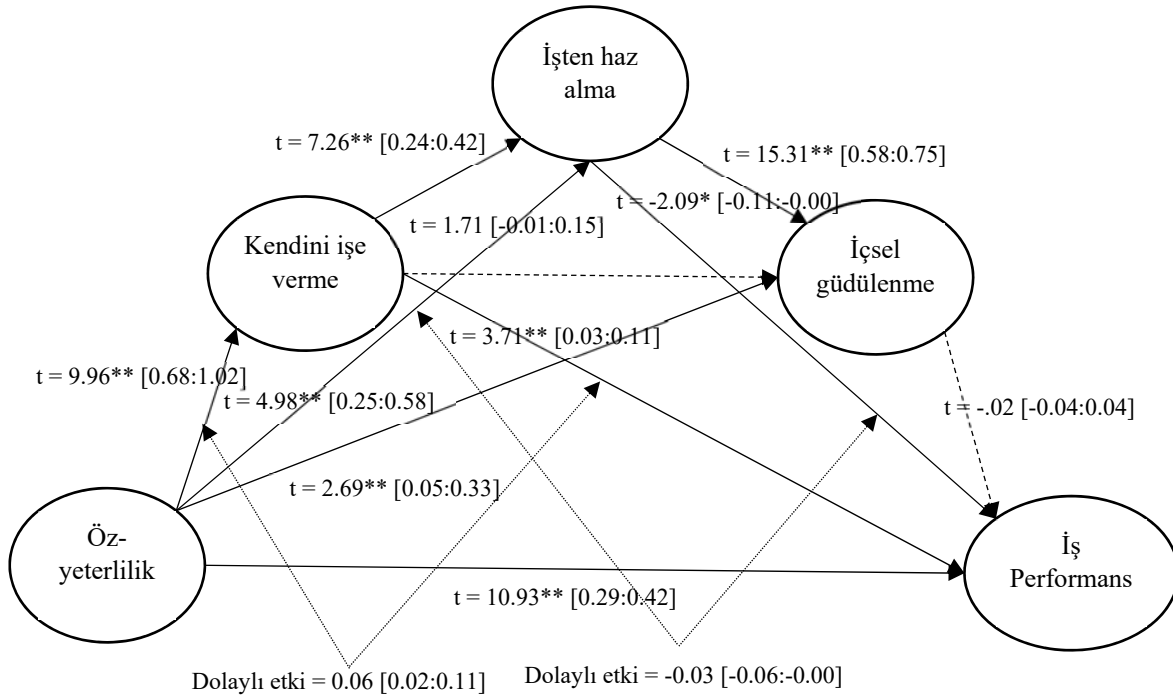 İşten haz
alma
t = 7.26** [0.24:0.42]
t = 15.31** [0.58:0.75]
t = -2.09* [-0.11:-0.00]
Kendini işe
verme
t = 1.71 [-0.01:0.15]
İçsel
güdülenme
t = 3.71** [0.03:0.11]
t = 9.96** [0.68:1.02]
t = 4.98** [0.25:0.58]
t = -.02 [-0.04:0.04]
t = 2.69** [0.05:0.33]
Öz-
yeterlilik
İş
Performans
t = 10.93** [0.29:0.42]
Dolaylı etki = 0.06 [0.02:0.11]
Dolaylı etki = -0.03 [-0.06:-0.00]